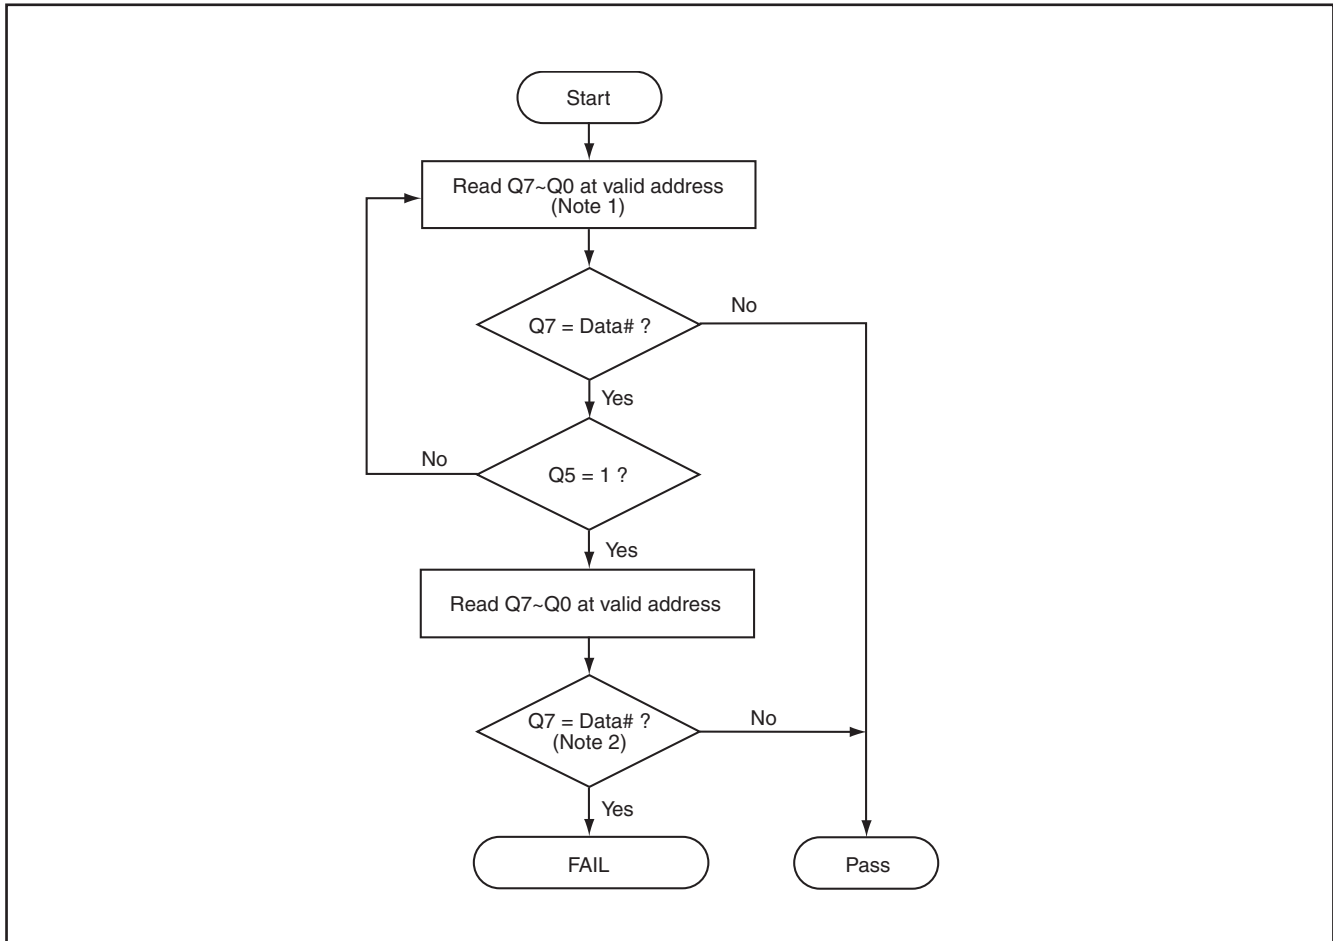 Start
Read Q7~Q0 at valid address
(Note 1)
No
Q7 = Data# ?
Yes
No
Q5 = 1 ?
Yes
Read Q7~Q0 at valid address
Q7 = Data# ?
(Note 2)
No
Yes
FAIL
Pass